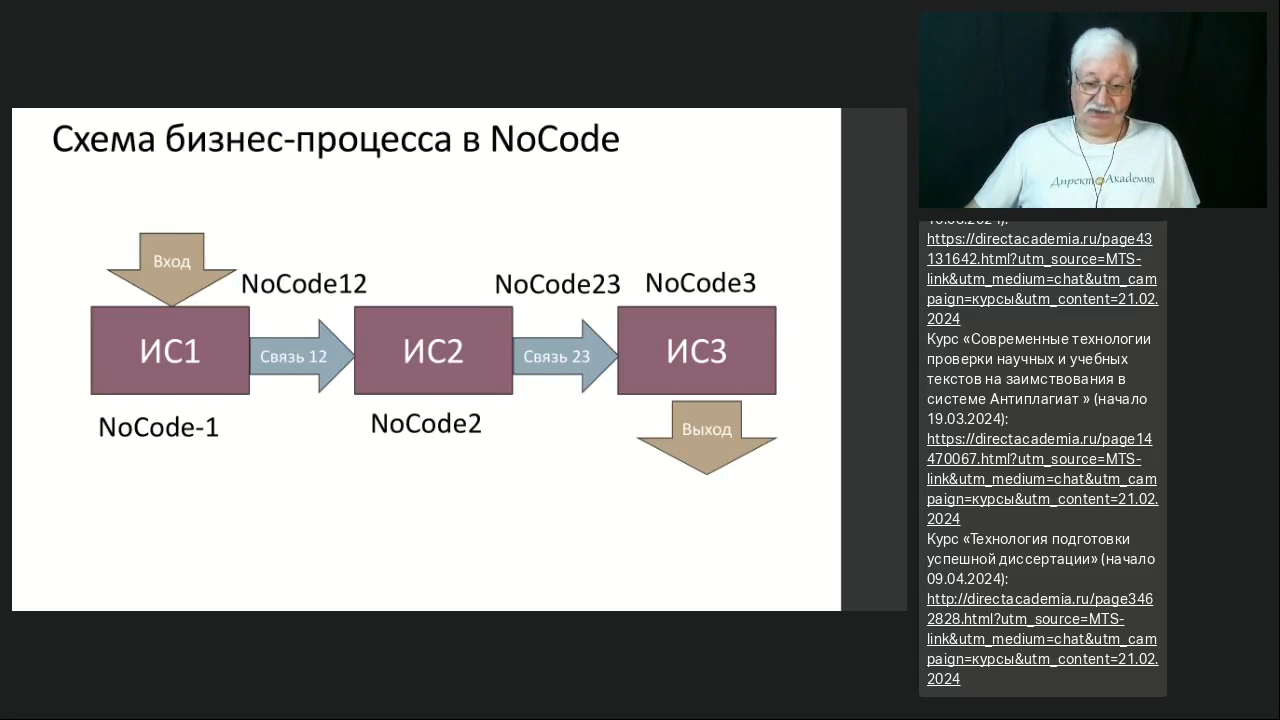 Схема бизнес-процесса в NoCode
Вход
NoCode12
NoCode23
NoCode3
ИС1
Связь 12
ИС2
Связь 23
ИС3
NoCode-1
NoCode2
Выход
ДиректАкадемия
https://directacademia.ru/page43
131642.html?utm_source=MTS-
link&utm_medium=chat&utm_cam
paign=курсы&utm_content=21.02.
2024
Курс «Современные технологии
проверки научных и учебных
текстов на заимствования в
системе Антиплагиат » (начало
19.03.2024):
https://directacademia.ru/page14
470067.html?utm_source=MTS-
link&utm_medium=chat&utm_cam
paign=курсы&utm_content=21.02.
2024
Курс «Технология подготовки
успешной диссертации» (начало
09.04.2024):
http://directacademia.ru/page346
2828.html?utm_source=MTS-
link&utm_medium=chat&utm_cam
paign=курсы&utm_content=21.02.
2024